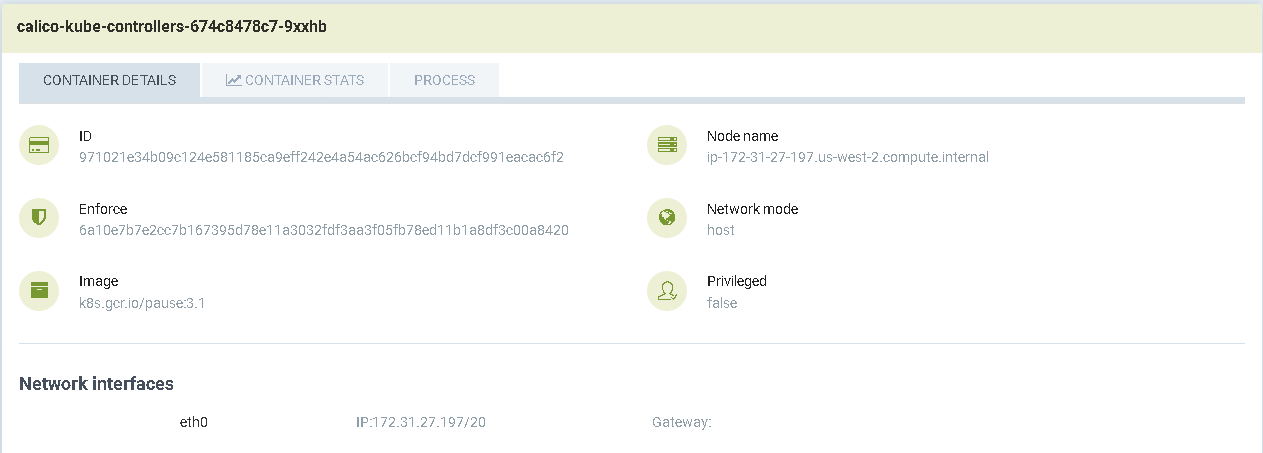 calico-kube-controllers-674c8478c7-9xxhb
CONTAINER DETAILS
CONTAINER STATS
PROCESS
ID
971021e34b09c124e581185ca9eff242e4a54ac626bcf94bd7dcf991eacac6f2
Node name
ip-172-31-27-197.us-west-2.compute.internal
Enforce
6a10e7b7e2cc7b167395d78e11a3032fdf3aa3f05fb78ed11b1a8df3c00a8420
Network mode
host
Image
k8s.gcr.io/pause:3.1
Privileged
false
Network interfaces
eth0 IP:172.31.27.197/20 Gateway: